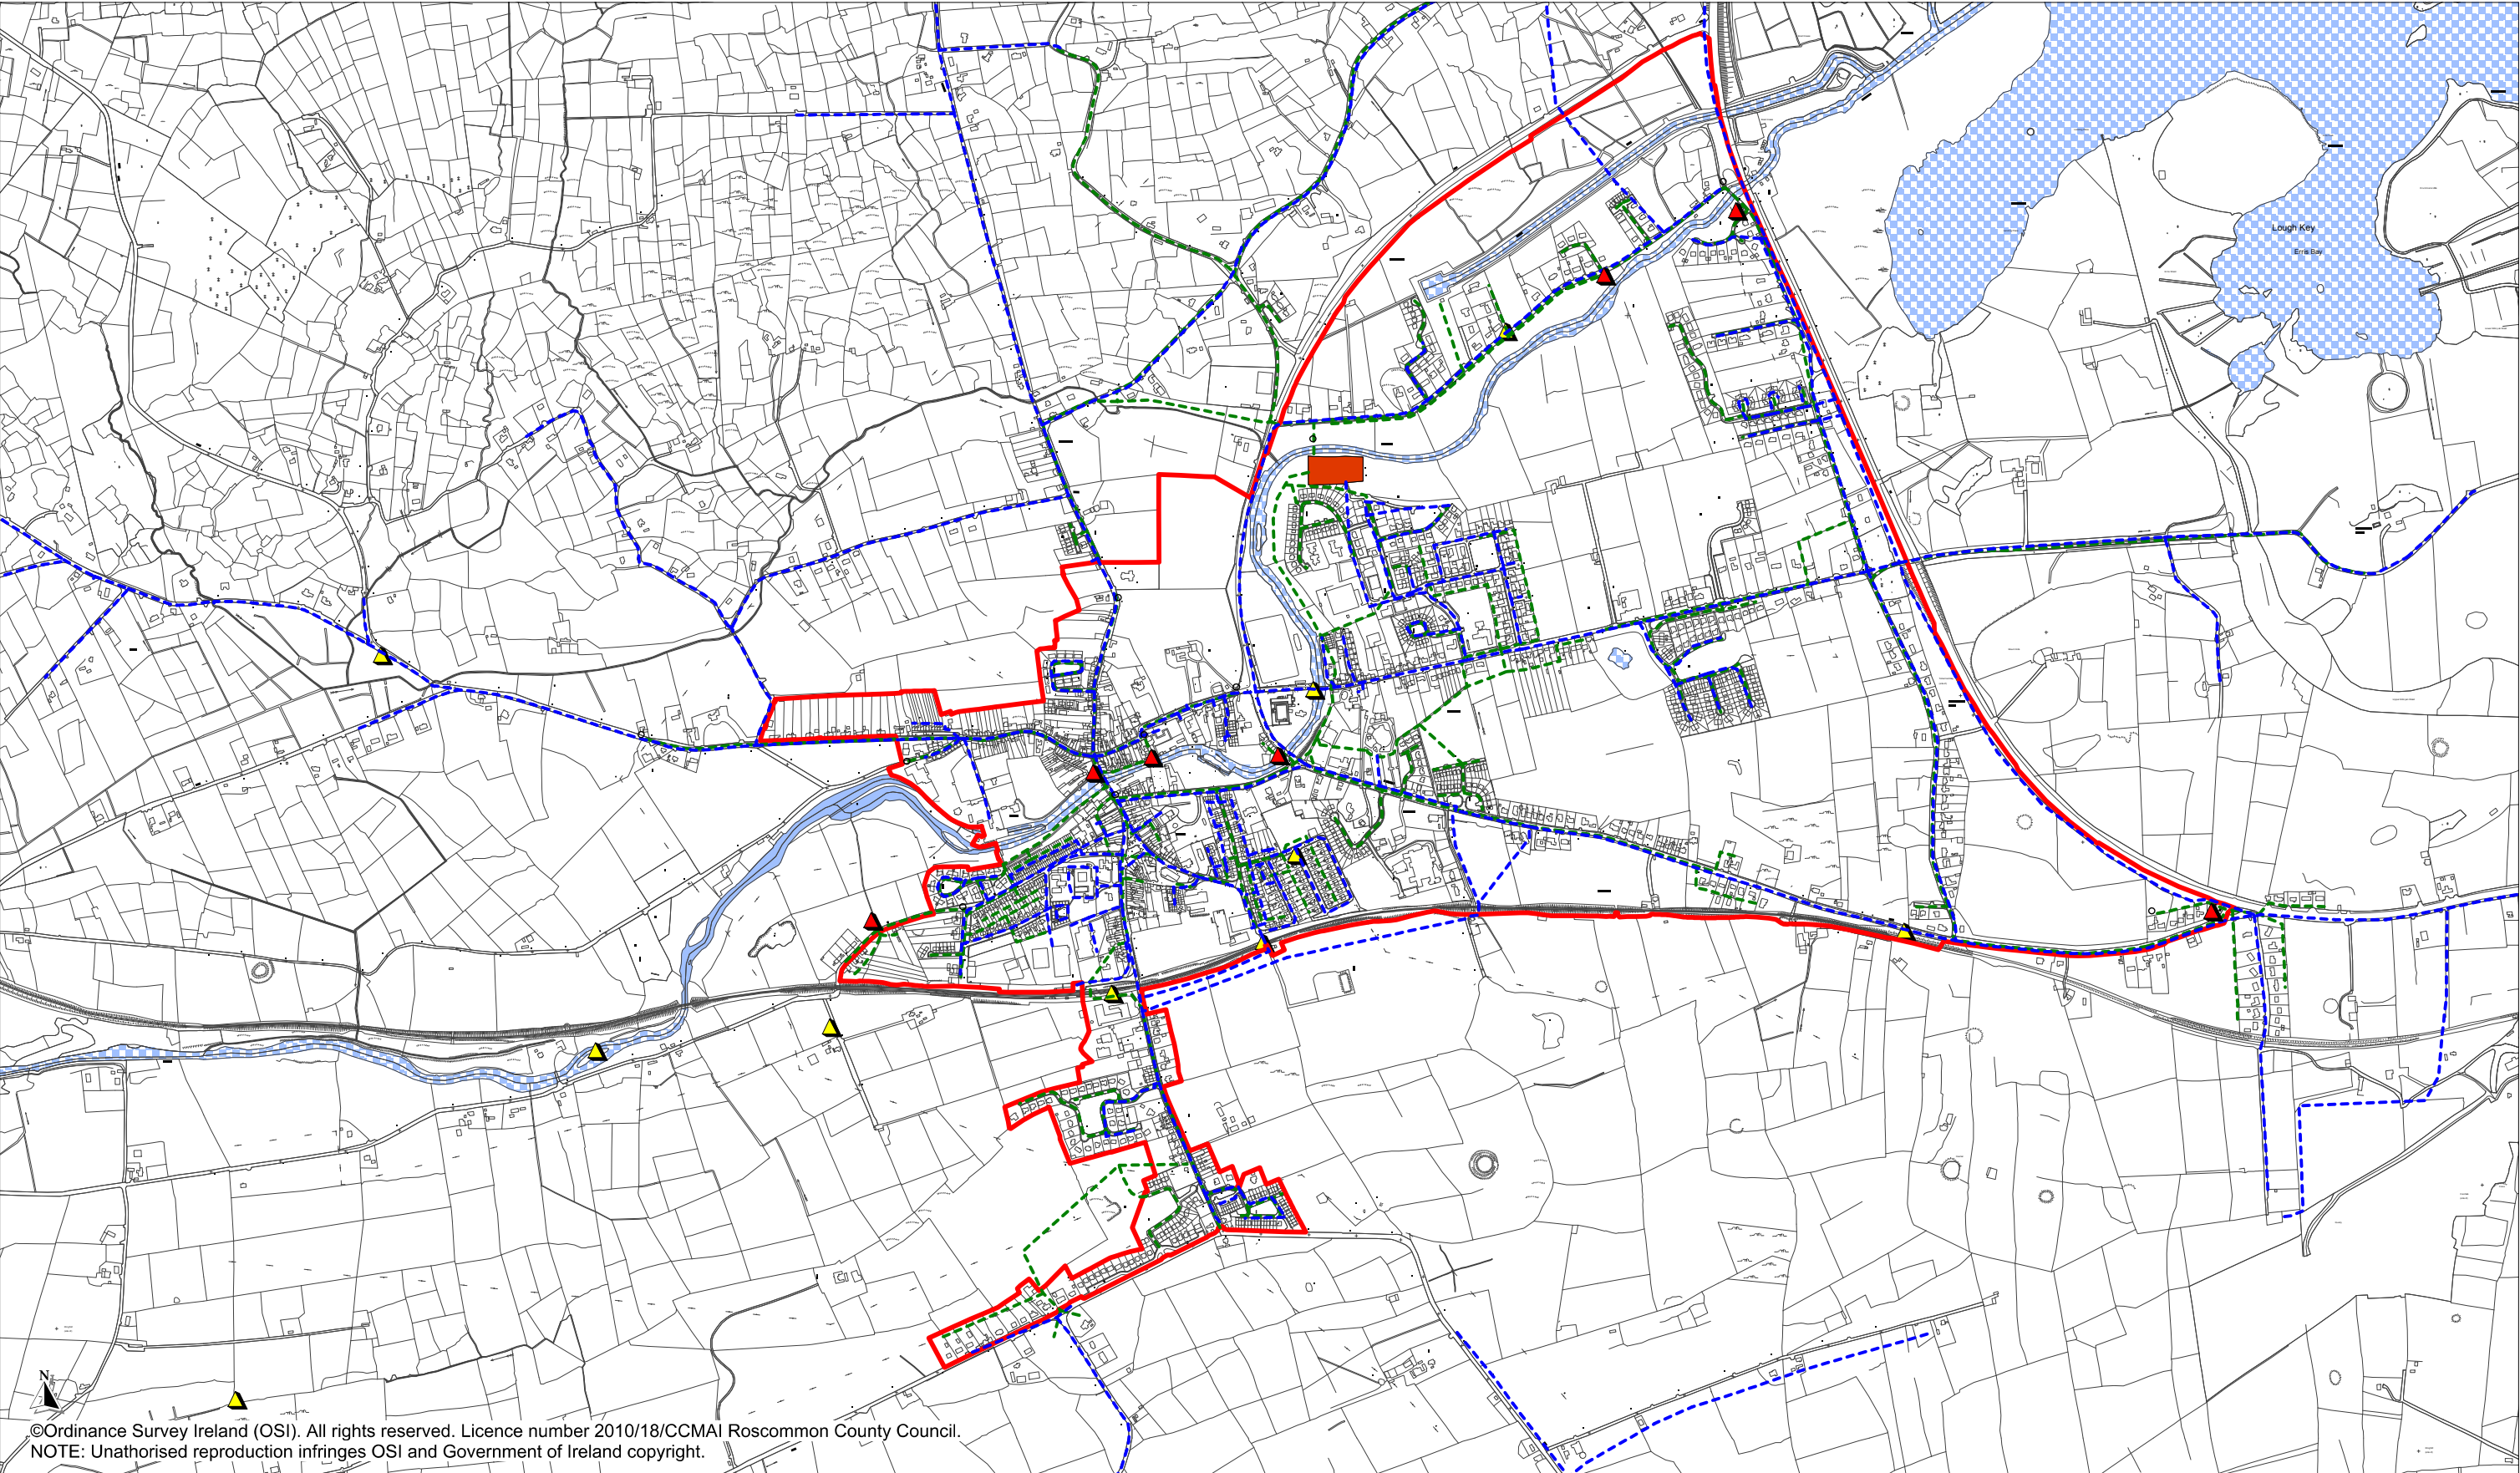 Lough Key
Erris Bay
N
©Ordinance Survey Ireland (OSI). All rights reserved. Licence number 2010/18/CCMAI Roscommon County Council.
NOTE: Unathorised reproduction infringes OSI and Government of Ireland copyright.